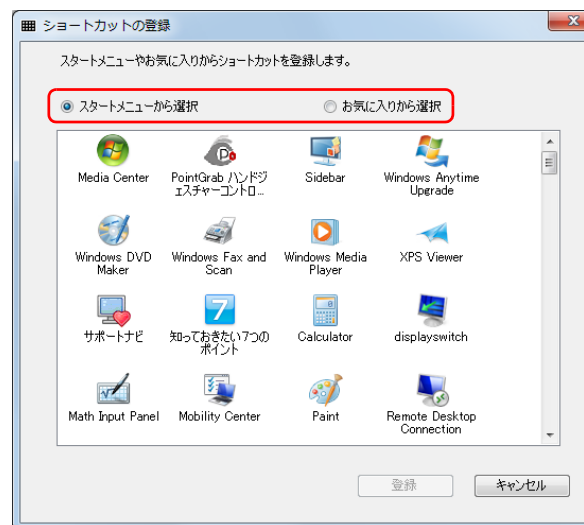 ショートカットの登録
スタートメニューやお気に入りからショートカットを登録します。
スタートメニューから選択 お気に入りから選択
Media Center PointGrab ハンドジ Sidebar Windows Anytime
ェスチャーコントロ... Upgrade
Windows DVD Windows Fax and Windows Media XPS Viewer
Maker Scan Player
サポートナビ 知っておきたい7つの Calculator displayswitch
ポイント
Math Input Panel Mobility Center Paint Remote Desktop
Connection
登録 キャンセル